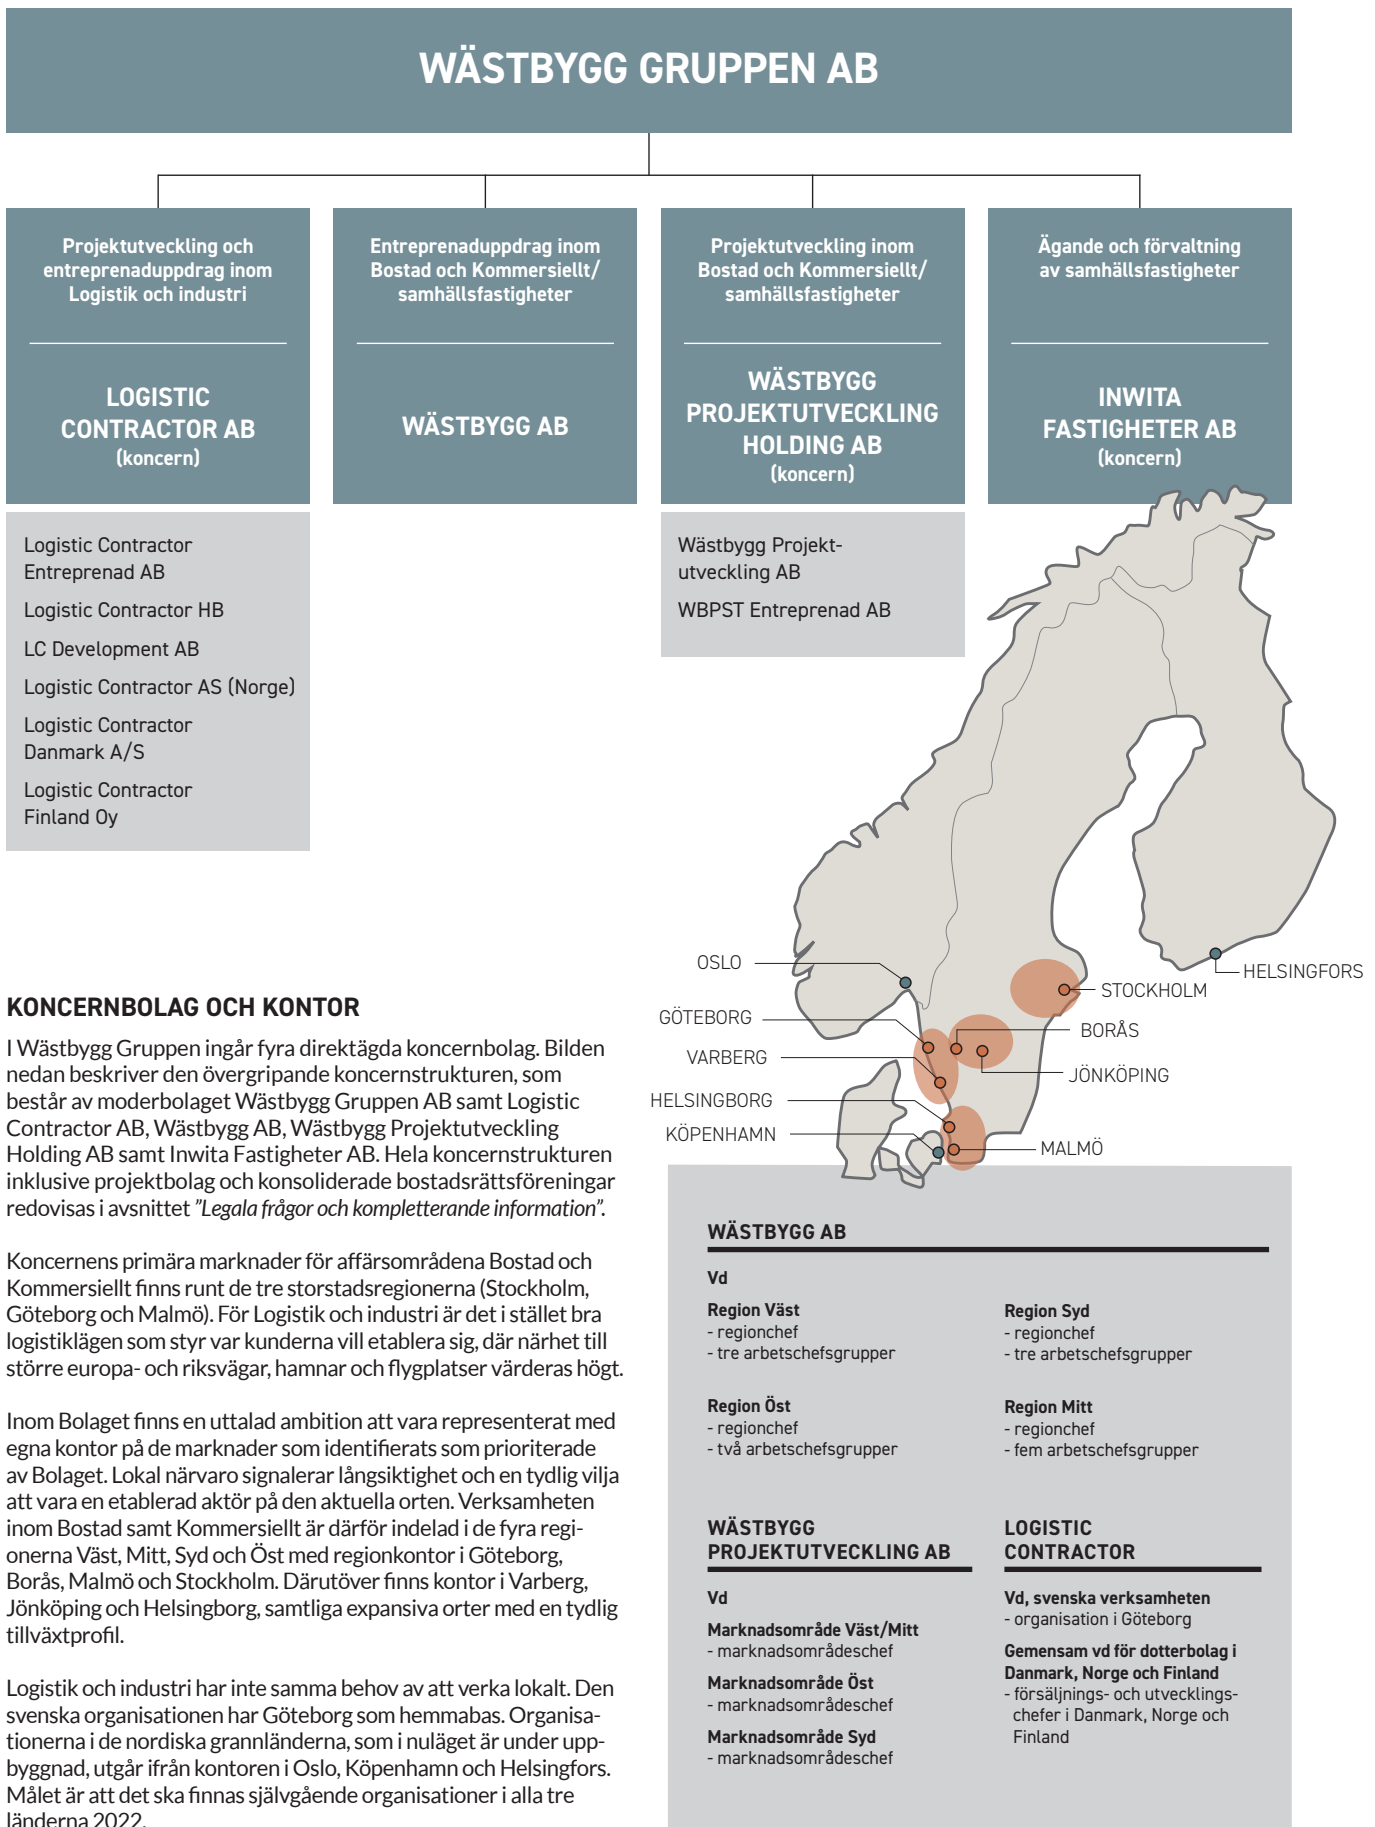 WÄSTBYGG GRUPPEN AB
Projektutveckling och
entreprenaduppdrag inom
Logistik och industri
LOGISTIC
CONTRACTOR AB
(koncern)
Entreprenaduppdrag inom
Bostad och Kommersiellt/
samhällsfastigheter
WÄSTBYGG AB
Projektutveckling inom
Bostad och Kommersiellt/
samhällsfastigheter
WÄSTBYGG
PROJEKTUTVECKLING
HOLDING AB
(koncern)
Ägande och förvaltning
av samhällsfastigheter
INWITA
FASTIGHETER AB
(koncern)
Logistic Contractor
Entreprenad AB
Logistic Contractor HB
LC Development AB
Logistic Contractor AS (Norge)
Logistic Contractor
Danmark A/S
Logistic Contractor
Finland Oy
Wästbygg Projekt-
utveckling AB
WBPST Entreprenad AB
OSLO
GÖTEBORG
VARBERG
HELSINGBORG
KÖPENHAMN
HELSINGFORS
STOCKHOLM
BORÅS
JÖNKÖPING
MALMÖ
KONCERNBOLAG OCH KONTOR
I Wästbygg Gruppen ingår fyra direktägda koncernbolag. Bilden
nedan beskriver den övergripande koncernstrukturen, som
består av moderbolaget Wästbygg Gruppen AB samt Logistic
Contractor AB, Wästbygg AB, Wästbygg Projektutveckling
Holding AB samt Inwita Fastigheter AB. Hela koncernstrukturen
inklusive projektbolag och konsoliderade bostadsrättsföreningar
redovisas i avsnittet ”Legala frågor och kompletterande information”.
Koncernens primära marknader för affärsområdena Bostad och
Kommersiellt finns runt de tre storstadsregionerna (Stockholm,
Göteborg och Malmö). För Logistik och industri är det i stället bra
logistiklägen som styr var kunderna vill etablera sig, där närhet till
större europa- och riksvägar, hamnar och flygplatser värderas högt.
Inom Bolaget finns en uttalad ambition att vara representerat med
egna kontor på de marknader som identifierats som prioriterade
av Bolaget. Lokal närvaro signalerar långsiktighet och en tydlig vilja
att vara en etablerad aktör på den aktuella orten. Verksamheten
inom Bostad samt Kommersiellt är därför indelad i de fyra regi-
onerna Väst, Mitt, Syd och Öst med regionkontor i Göteborg,
Borås, Malmö och Stockholm. Därutöver finns kontor i Varberg,
Jönköping och Helsingborg, samtliga expansiva orter med en tydlig
tillväxtprofil.
Logistik och industri har inte samma behov av att verka lokalt. Den
svenska organisationen har Göteborg som hemmabas. Organisa-
tionerna i de nordiska grannländerna, som i nuläget är under upp-
byggnad, utgår ifrån kontoren i Oslo, Köpenhamn och Helsingfors.
Målet är att det ska finnas självgående organisationer i alla tre
länderna 2022.
WÄSTBYGG AB
Vd
Region Väst
- regionchef
- tre arbetschefsgrupper
Region Syd
- regionchef
- tre arbetschefsgrupper
Region Öst
- regionchef
- två arbetschefsgrupper
Region Mitt
- regionchef
- fem arbetschefsgrupper
WÄSTBYGG
PROJEKTUTVECKLING AB
Vd
Marknadsområde Väst/Mitt
- marknadsområdeschef
Marknadsområde Öst
- marknadsområdeschef
Marknadsområde Syd
- marknadsområdeschef
LOGISTIC
CONTRACTOR
Vd, svenska verksamheten
- organisation i Göteborg
Gemensam vd för dotterbolag i
Danmark, Norge och Finland
- försäljnings- och utvecklings-
chefer i Danmark, Norge och
Finland